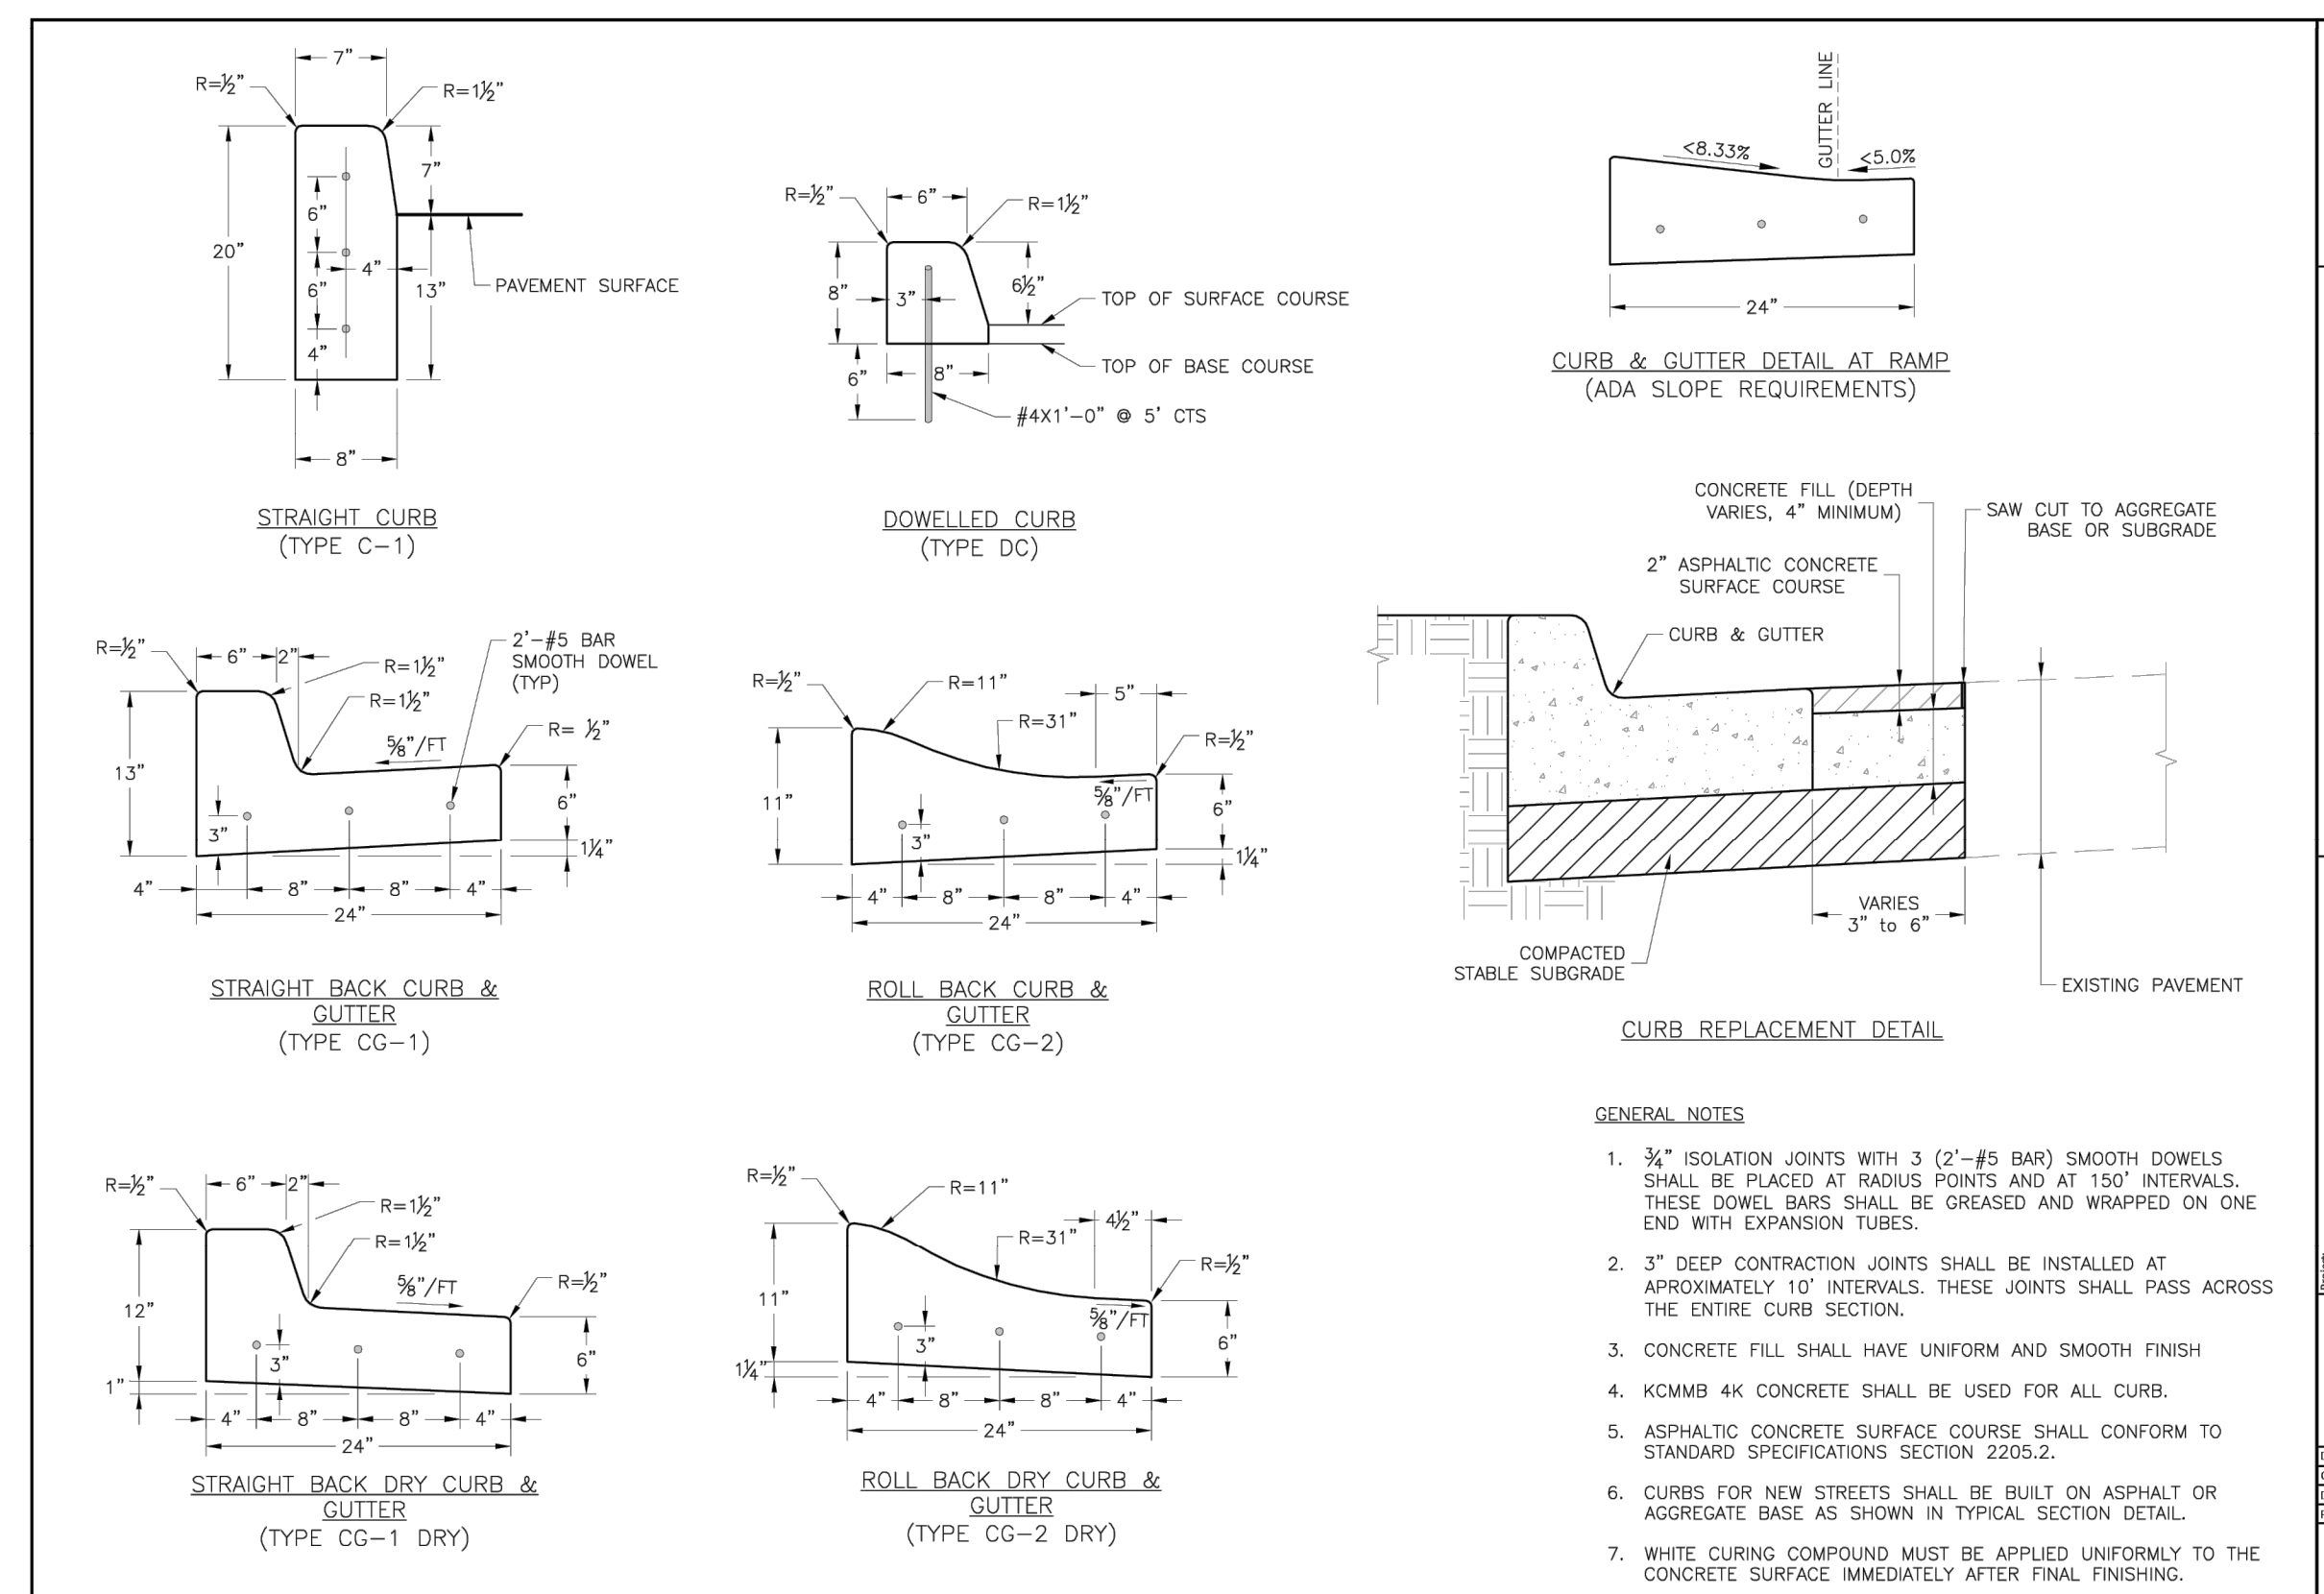 7"
R=½"
R=1½"
7"
6"
20"
4"
6"
13"
PAVEMENT SURFACE
4"
8"
STRAIGHT CURB
(TYPE C-1)
R=½"
6"
R=1½"
8"
3"
6½"
TOP OF SURFACE COURSE
TOP OF BASE COURSE
6"
8"
#4X1'-0" @ 5' CTS
DOWELLED CURB
(TYPE DC)
GUTTER LINE
<8.33%
<5.0%
24"
CURB & GUTTER DETAIL AT RAMP
(ADA SLOPE REQUIREMENTS)
R=½"
6"
2"
R=1½"
R=1½"
2'-#5 BAR
SMOOTH DOWEL
(TYP)
R= ½"
⅝"/FT
13"
3"
6"
1¼"
4"
8"
8"
4"
24"
STRAIGHT BACK CURB &
GUTTER
(TYPE CG-1)
R=½"
R=11"
R=31"
5"
R=½"
⅝"/FT
11"
3"
6"
1¼"
4"
8"
8"
4"
24"
ROLL BACK CURB &
GUTTER
(TYPE CG-2)
CONCRETE FILL (DEPTH
VARIES, 4" MINIMUM)
SAW CUT TO AGGREGATE
BASE OR SUBGRADE
2" ASPHALTIC CONCRETE
SURFACE COURSE
CURB & GUTTER
VARIES
3" to 6"
COMPACTED
STABLE SUBGRADE
EXISTING PAVEMENT
CURB REPLACEMENT DETAIL
R=½"
6"
2"
R=1½"
R=1½"
⅝"/FT
R=½"
12"
3"
6"
1"
4"
8"
8"
4"
24"
STRAIGHT BACK DRY CURB &
GUTTER
(TYPE CG-1 DRY)
R=½"
R=11"
R=31"
4½"
R=½"
⅝"/FT
11"
3"
6"
1¼"
4"
8"
8"
4"
24"
ROLL BACK DRY CURB &
GUTTER
(TYPE CG-2 DRY)
GENERAL NOTES
1. ¾" ISOLATION JOINTS WITH 3 (2'-#5 BAR) SMOOTH DOWELS
SHALL BE PLACED AT RADIUS POINTS AND AT 150' INTERVALS.
THESE DOWEL BARS SHALL BE GREASED AND WRAPPED ON ONE
END WITH EXPANSION TUBES.
2. 3" DEEP CONTRACTION JOINTS SHALL BE INSTALLED AT
APROXIMATELY 10' INTERVALS. THESE JOINTS SHALL PASS ACROSS
THE ENTIRE CURB SECTION.
3. CONCRETE FILL SHALL HAVE UNIFORM AND SMOOTH FINISH
4. KCMMB 4K CONCRETE SHALL BE USED FOR ALL CURB.
5. ASPHALTIC CONCRETE SURFACE COURSE SHALL CONFORM TO
STANDARD SPECIFICATIONS SECTION 2205.2.
6. CURBS FOR NEW STREETS SHALL BE BUILT ON ASPHALT OR
AGGREGATE BASE AS SHOWN IN TYPICAL SECTION DETAIL.
7. WHITE CURING COMPOUND MUST BE APPLIED UNIFORMLY TO THE
CONCRETE SURFACE IMMEDIATELY AFTER FINAL FINISHING.